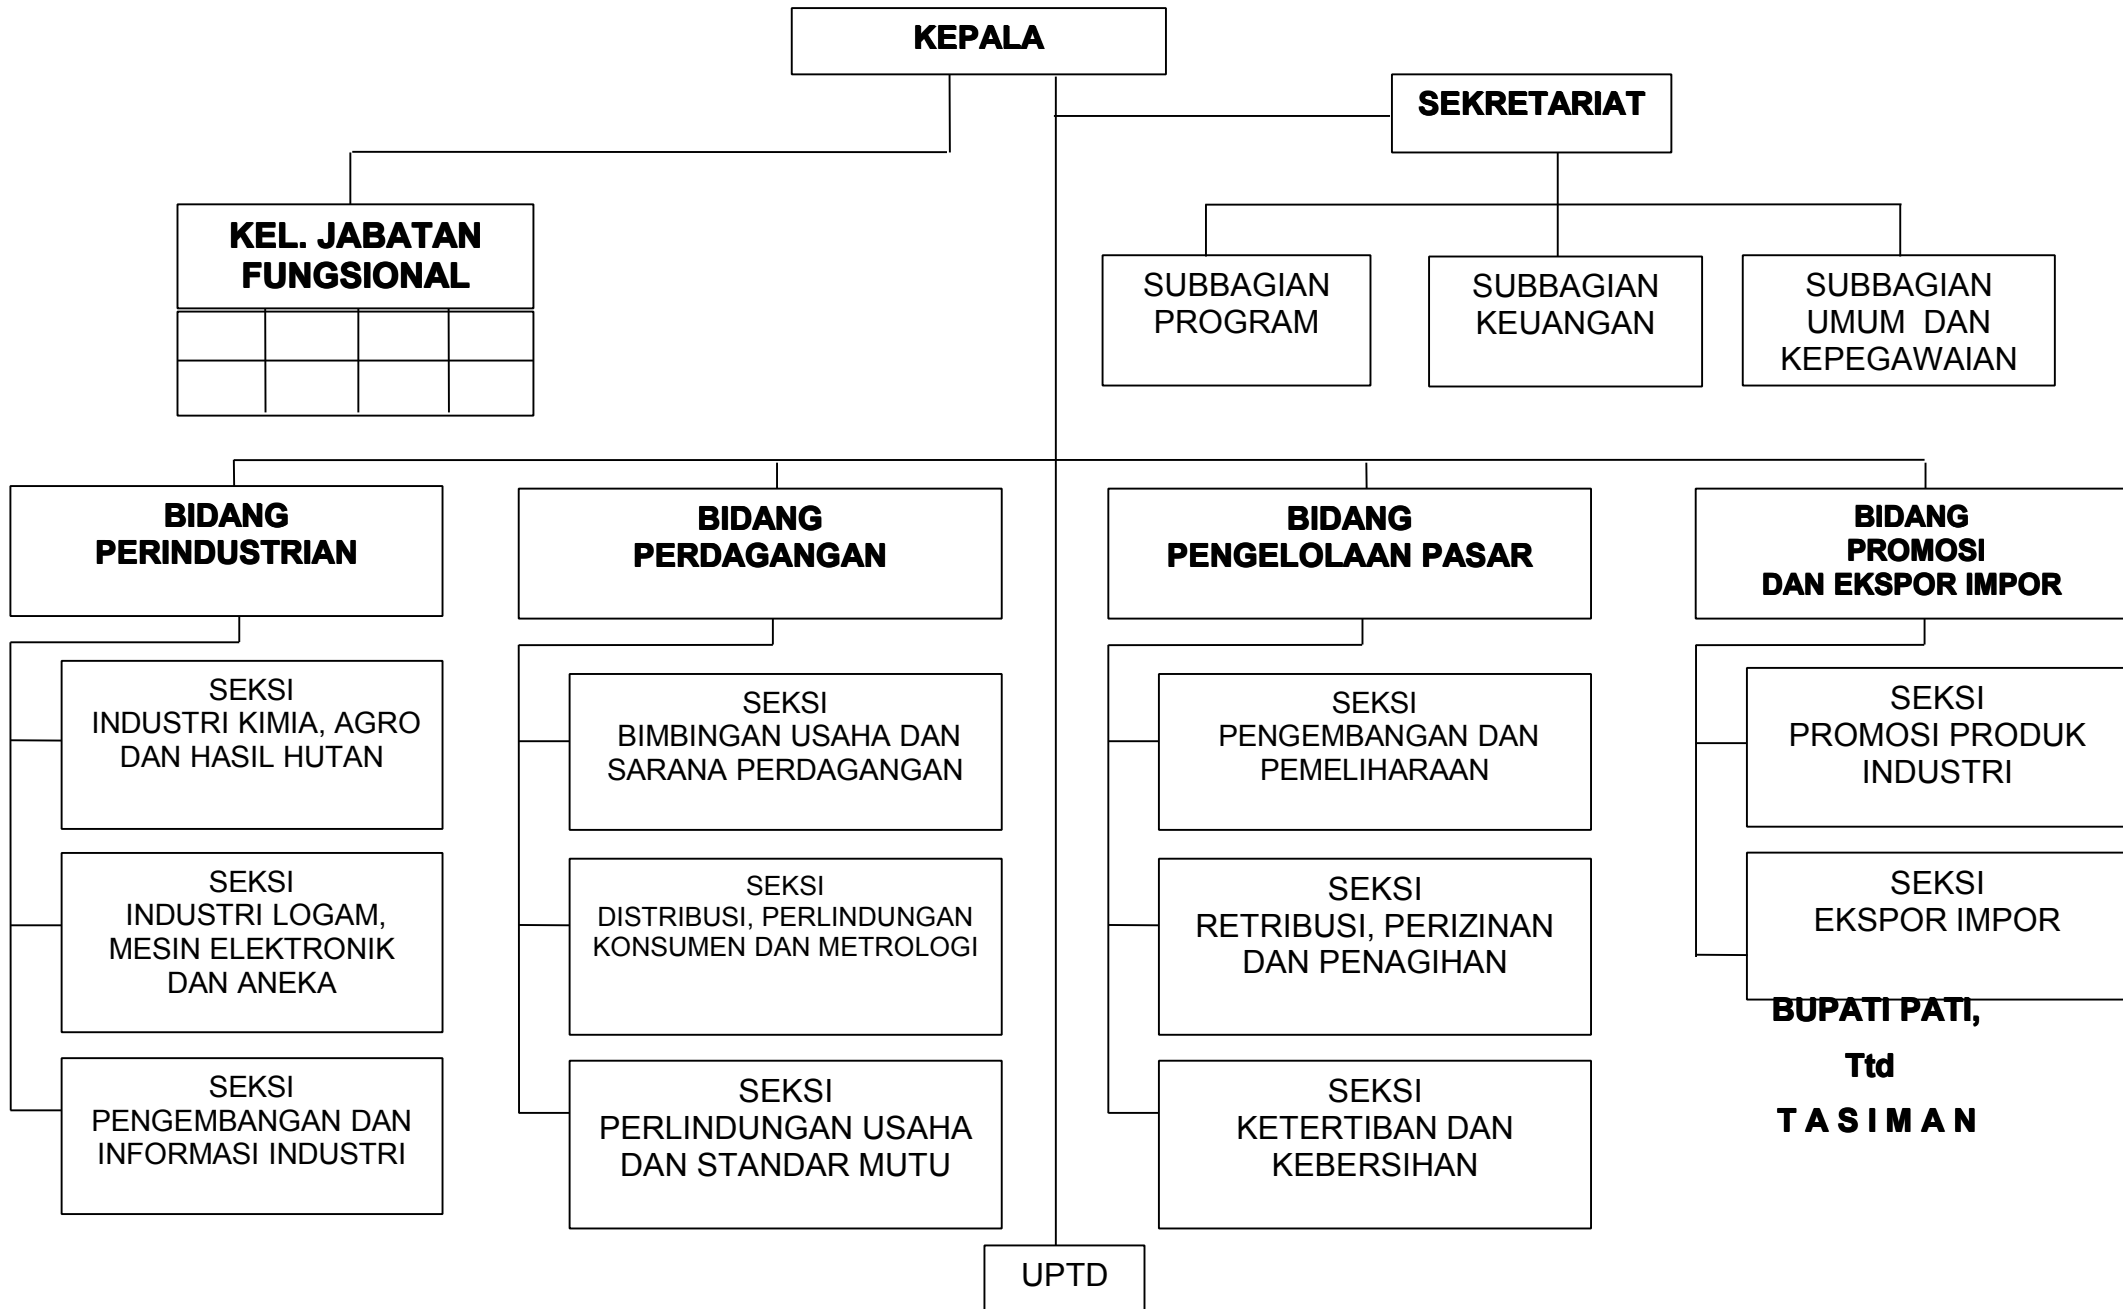 KEPALA
SEKRETARIAT
KEL. JABATAN
FUNGSIONAL
SUBBAGIAN
PROGRAM
SUBBAGIAN
KEUANGAN
SUBBAGIAN
UMUM DAN
KEPEGAWAIAN
BIDANG
PERINDUSTRIAN
BIDANG
PERDAGANGAN
BIDANG
PENGELOLAAN PASAR
BIDANG
PROMOSI
DAN EKSPOR IMPOR
SEKSI
INDUSTRI KIMIA, AGRO
DAN HASIL HUTAN
SEKSI
BIMBINGAN USAHA DAN
SARANA PERDAGANGAN
SEKSI
PENGEMBANGAN DAN
PEMELIHARAAN
SEKSI
PROMOSI PRODUK
INDUSTRI
SEKSI
INDUSTRI LOGAM,
MESIN ELEKTRONIK
DAN ANEKA
SEKSI
DISTRIBUSI, PERLINDUNGAN
KONSUMEN DAN METROLOGI
SEKSI
RETRIBUSI, PERIZINAN
DAN PENAGIHAN
SEKSI
EKSPOR IMPOR
SEKSI
PENGEMBANGAN DAN
INFORMASI INDUSTRI
SEKSI
PERLINDUNGAN USAHA
DAN STANDAR MUTU
SEKSI
KETERTIBAN DAN
KEBERSIHAN
BUPATI PATI,
Ttd
T A S I M A N
UPTD